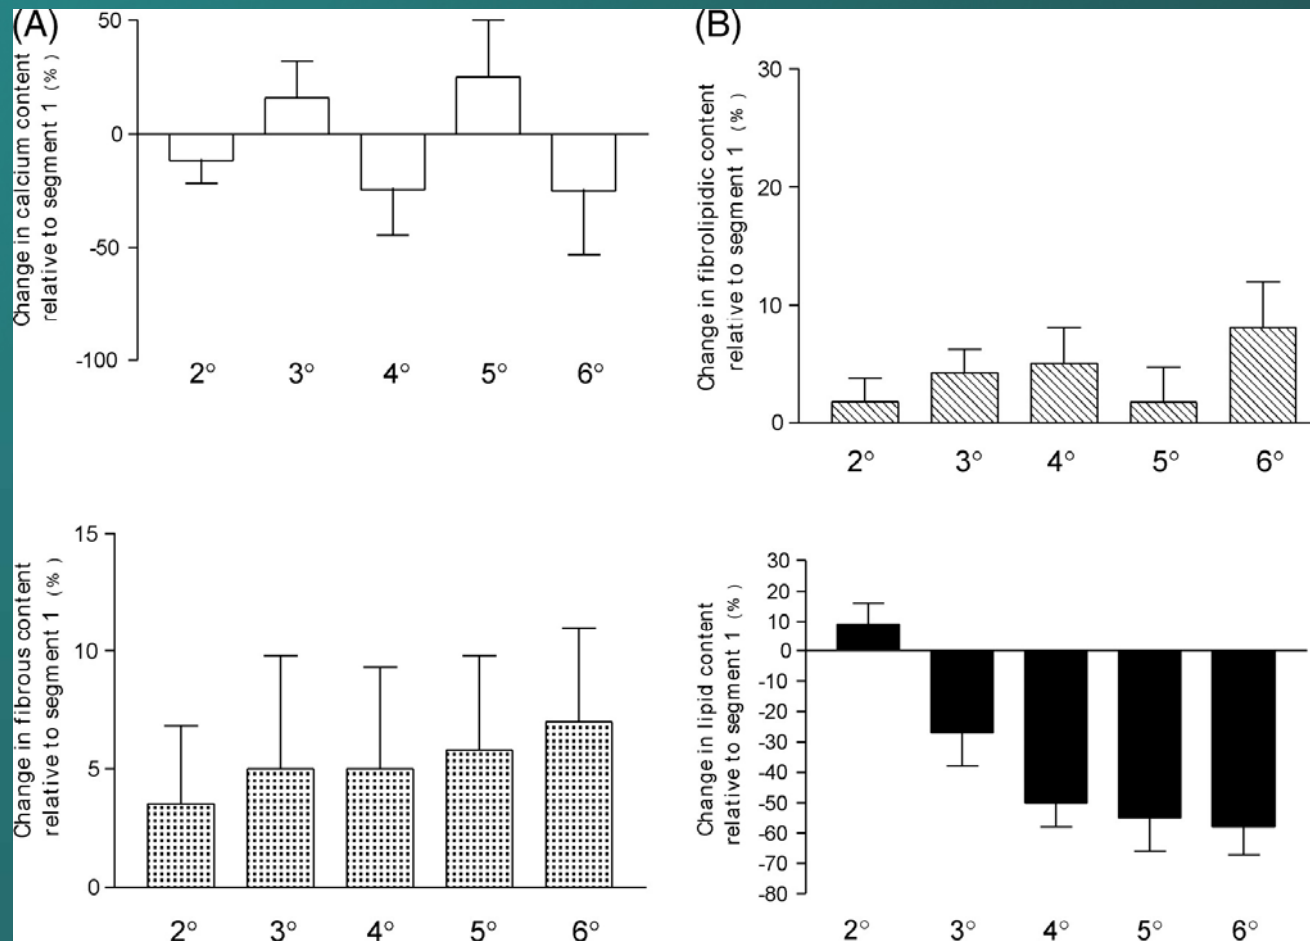 (A)
Change in calcium content
relative to segment 1 (%)
50
0
-50
-100
2° 3° 4° 5° 6°
(B)
Change in fibrolipidic content
relative to segment 1 (%)
30
20
10
0
2° 3° 4° 5° 6°
Change in fibrous content
relative to segment 1 (%)
15
10
5
0
2° 3° 4° 5° 6°
Change in lipid content
relative to segment 1 (%)
30
20
10
0
-10
-20
-30
-40
-50
-60
-70
-80
2° 3° 4° 5° 6°